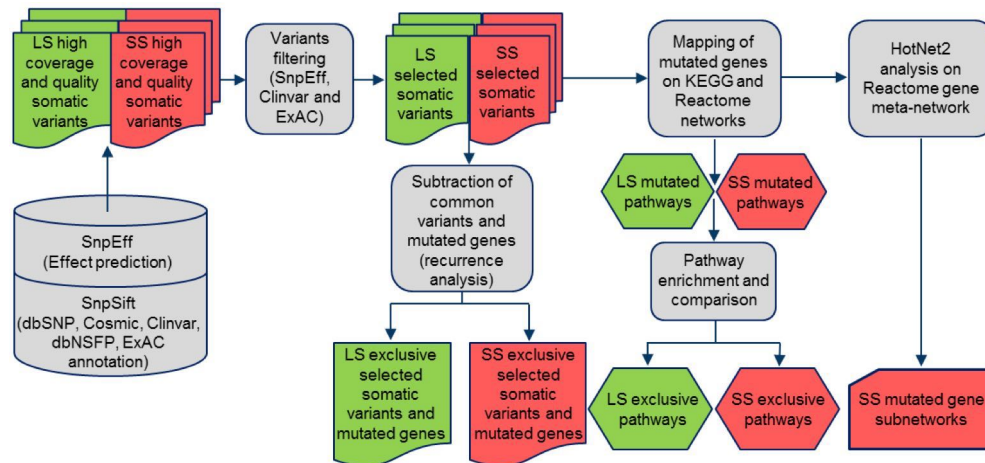 LS high
coverage
and quality
somatic
variants
SS high
coverage
and quality
somatic
variants
Variants
filtering
(SnpEff,
Clinvar and
ExAC)
LS
selected
somatic
variants
SS
selected
somatic
variants
Mapping of
mutated genes
on KEGG and
Reactome
networks
HotNet2
analysis on
Reactome gene
meta-network
SnpEff
(Effect prediction)
SnpSift
(dbSNP, Cosmic, Clinvar,
dbNSFP, ExAC
annotation)
Subtraction of
common
variants and
mutated genes
(recurrence
analysis)
LS mutated
pathways
SS mutated
pathways
Pathway
enrichment and
comparison
LS exclusive
selected
somatic
variants and
mutated genes
SS exclusive
selected
somatic
variants and
mutated genes
LS exclusive
pathways
SS exclusive
pathways
SS mutated gene
subnetworks